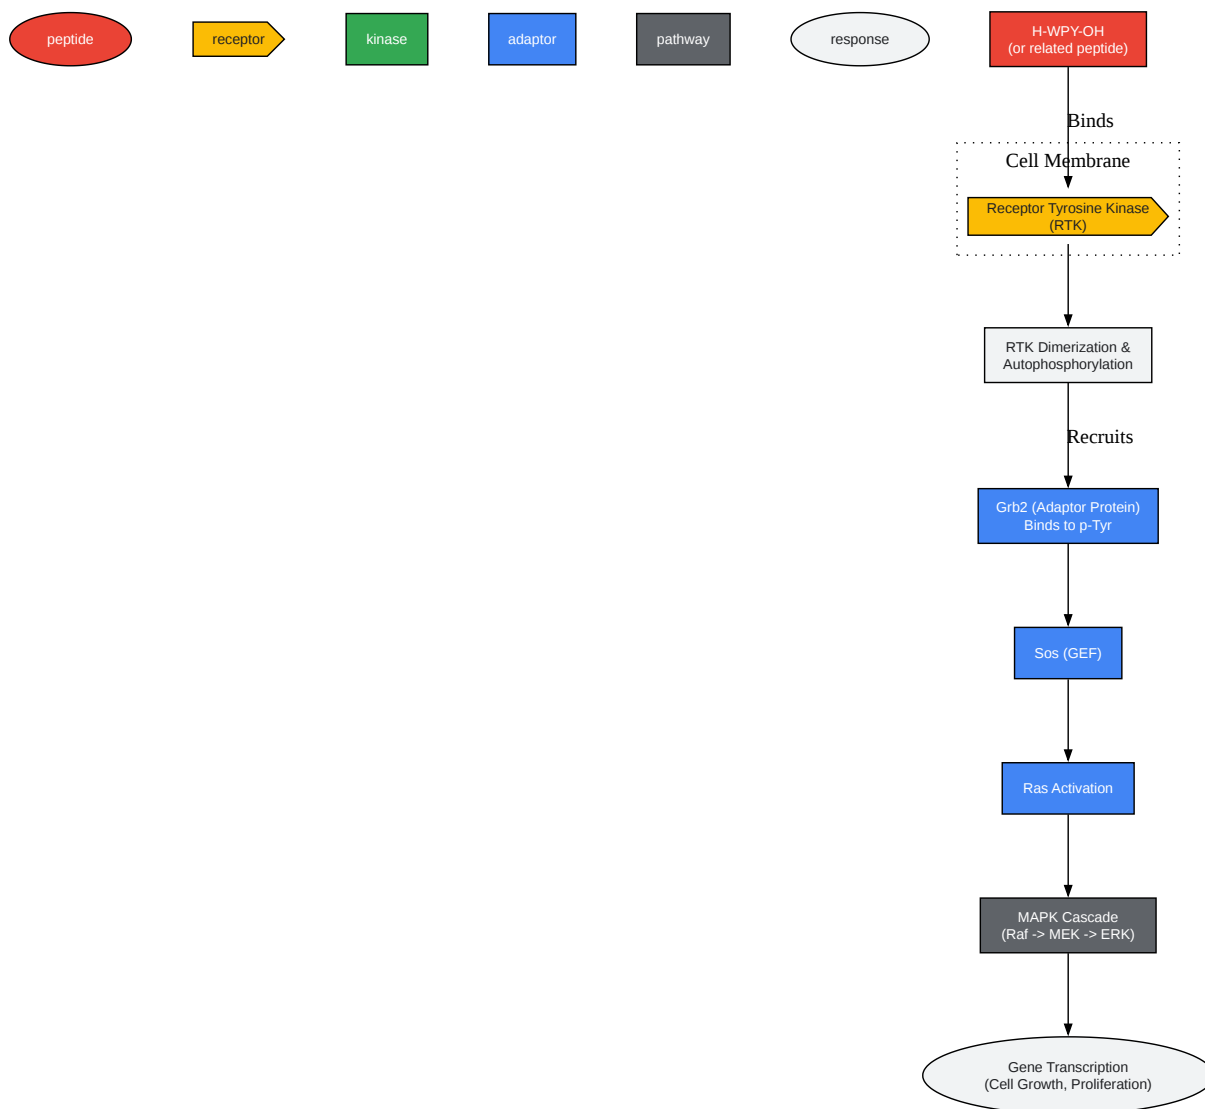 peptide
receptor
kinase
adaptor
pathway
response
H-WPY-OH
(or related peptide)
Binds
Cell Membrane
Receptor Tyrosine Kinase
(RTK)
RTK Dimerization &
Autophosphorylation
Recruits
Grb2 (Adaptor Protein)
Binds to p-Tyr
Sos (GEF)
Ras Activation
MAPK Cascade
(Raf -> MEK -> ERK)
Gene Transcription
(Cell Growth, Proliferation)